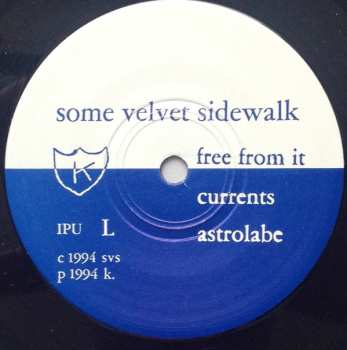 some velvet sidewalk
K
free from it
currents
IPU L
astrolabe
c 1994 svs
p 1994 k.